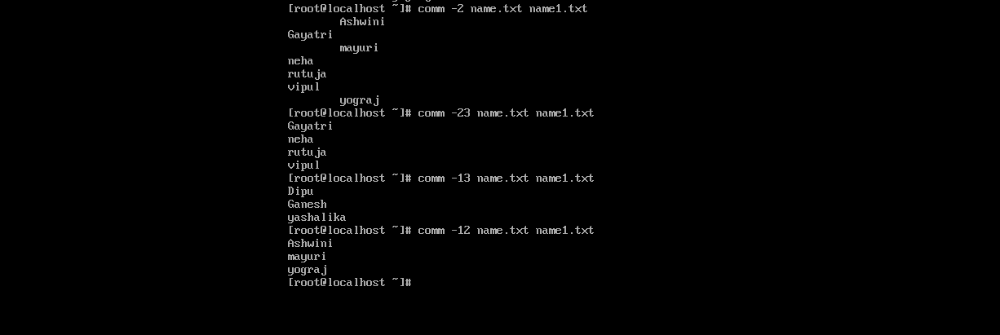 [root@localhost ~]# comm -2 name.txt name1.txt
        Ashwini
Gayatri
        mayuri
neha
rutuja
vipul
        yograj
[root@localhost ~]# comm -23 name.txt name1.txt
Gayatri
neha
rutuja
vipul
[root@localhost ~]# comm -13 name.txt name1.txt
Dipu
Ganesh
yashalika
[root@localhost ~]# comm -12 name.txt name1.txt
Ashwini
mayuri
yograj
[root@localhost ~]#